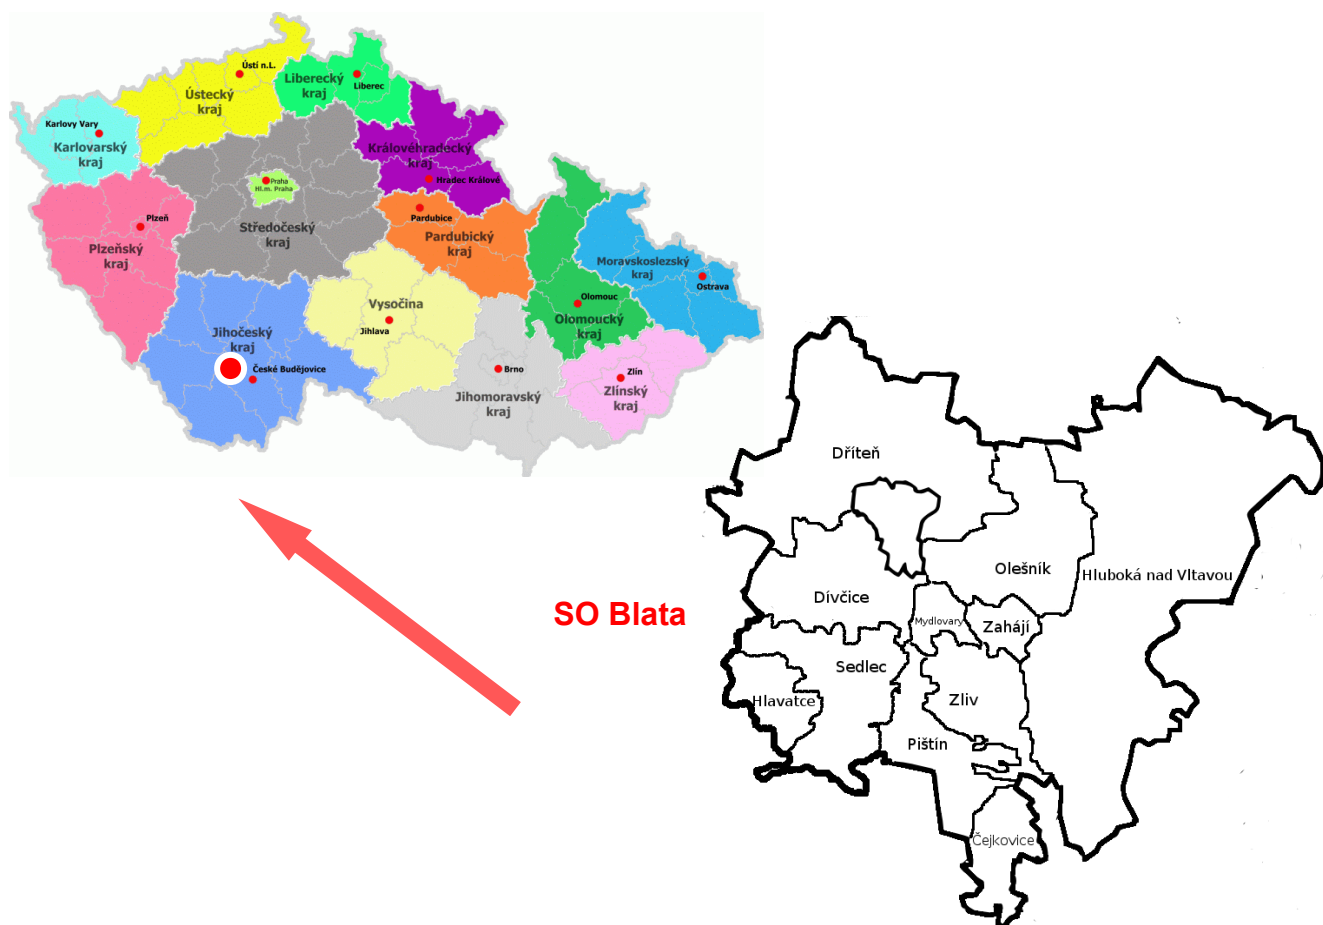 Ústí n.L.
Ústecký
kraj
Liberecký
kraj
Liberec
Karlovy Vary
Karlovarský
kraj
Královéhradecký
kraj
Hradec Králové
Praha
Hl.m. Praha
Plzeň
Plzeňský
kraj
Středočeský
kraj
Pardubice
Pardubický
kraj
Moravskoslezský
kraj
Ostrava
Olomouc
Olomoucký
kraj
Vysočina
Jihlava
Jihočeský
kraj
České Budějovice
Brno
Jihomoravský
kraj
Zlín
Zlínský
kraj
SO Blata
Dříteň
Olešník
Hluboká nad Vltavou
Dívčice
Mydlovary
Zahájí
Sedlec
Hlavatce
Zliv
Pištín
Čejkovice